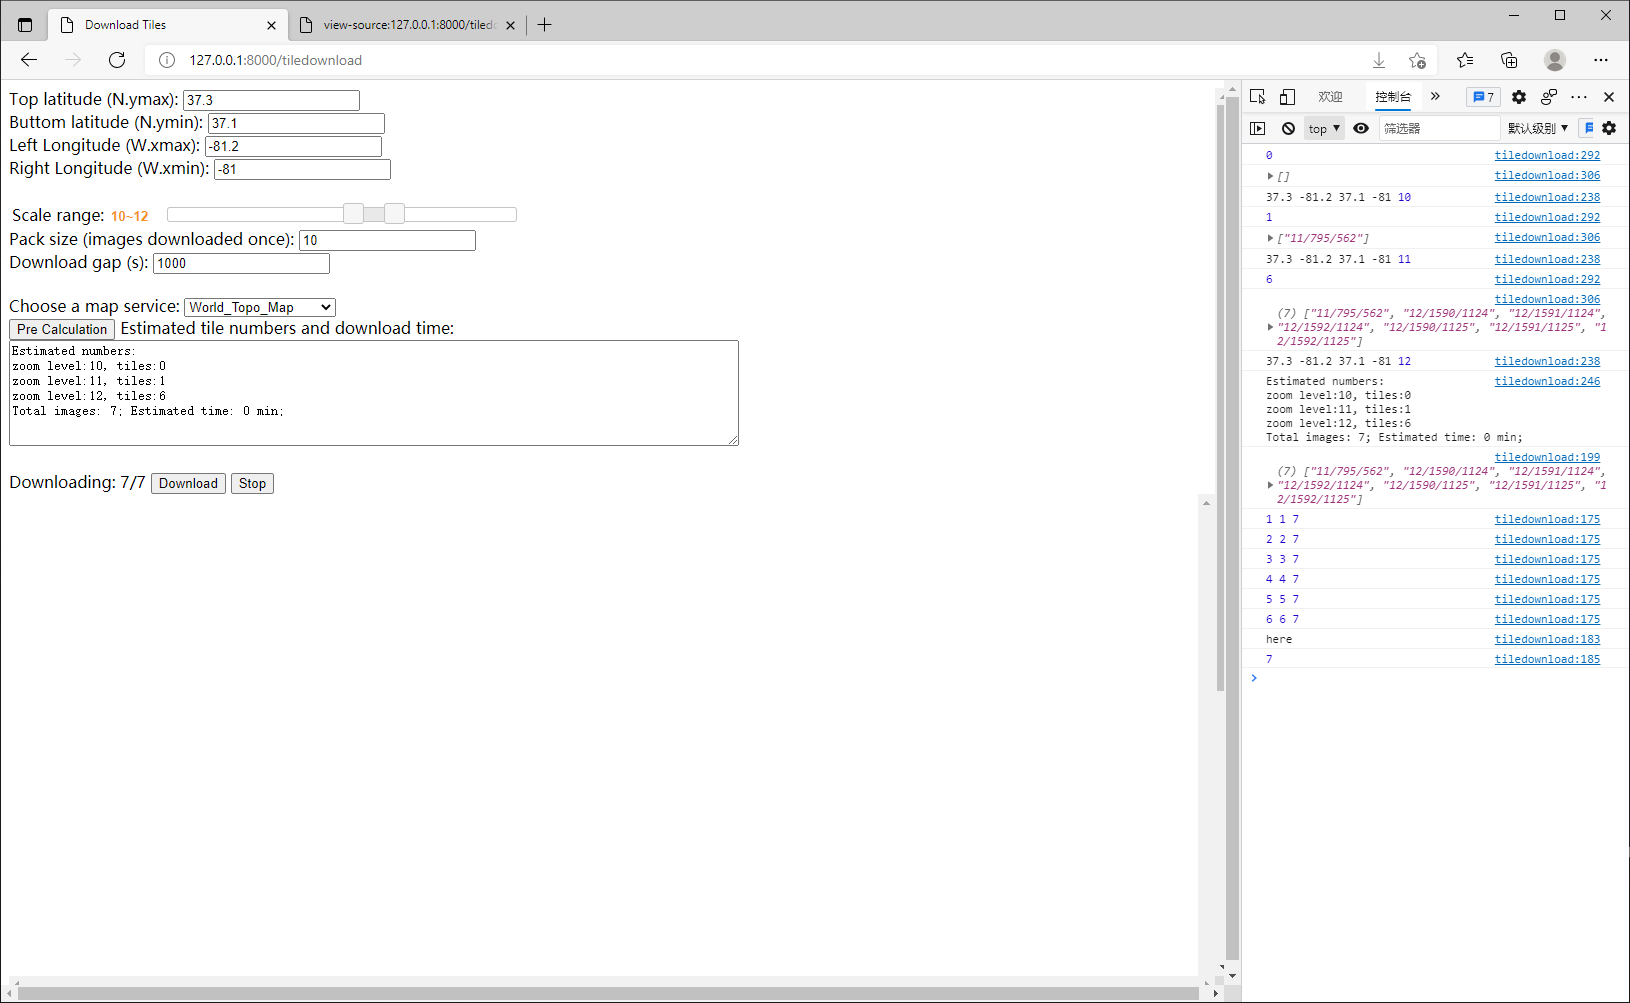 Download Tiles
view-source:127.0.0.1:8000/tiled
127.0.0.1:8000/tiledownload
Top latitude (N.ymax): 37.3
Buttom latitude (N.ymin): 37.1
Left Longitude (W.xmax): -81.2
Right Longitude (W.xmin): -81
Scale range: 10~12
Pack size (images downloaded once): 10
Download gap (s): 1000
Choose a map service: World_Topo_Map
Pre Calculation Estimated tile numbers and download time:
Estimated numbers:
zoom level:10, tiles:0
zoom level:11, tiles:1
zoom level:12, tiles:6
Total images: 7; Estimated time: 0 min;
Downloading: 7/7 Download Stop
欢迎 控制台 7
top 筛选器 默认级别
0 tiledownload:292
[] tiledownload:306
37.3 -81.2 37.1 -81 10 tiledownload:238
1 tiledownload:292
["11/795/562"] tiledownload:306
37.3 -81.2 37.1 -81 11 tiledownload:238
6 tiledownload:292
tiledownload:306
(7) ["11/795/562", "12/1590/1124", "12/1591/1124",
"12/1592/1124", "12/1590/1125", "12/1591/1125", "1
2/1592/1125"]
37.3 -81.2 37.1 -81 12 tiledownload:238
Estimated numbers: tiledownload:246
zoom level:10, tiles:0
zoom level:11, tiles:1
zoom level:12, tiles:6
Total images: 7; Estimated time: 0 min;
tiledownload:199
(7) ["11/795/562", "12/1590/1124", "12/1591/1124",
"12/1592/1124", "12/1590/1125", "12/1591/1125", "1
2/1592/1125"]
1 1 7 tiledownload:175
2 2 7 tiledownload:175
3 3 7 tiledownload:175
4 4 7 tiledownload:175
5 5 7 tiledownload:175
6 6 7 tiledownload:175
here tiledownload:183
7 tiledownload:185